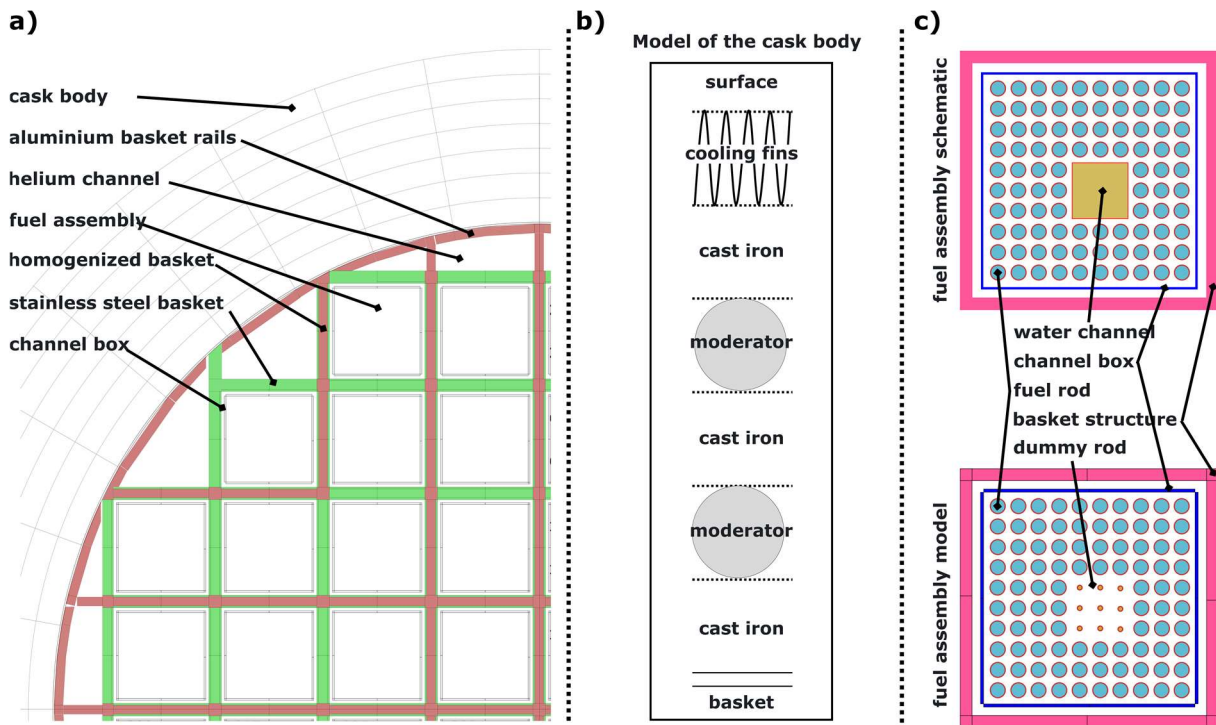 a)
cask body
aluminium basket rails
helium channel
fuel assembly
homogenized basket
stainless steel basket
channel box
b)
Model of the cask body
surface
cooling fins
cast iron
moderator
cast iron
moderator
cast iron
basket
c)
fuel assembly schematic
water channel
channel box
fuel rod
basket structure
dummy rod
fuel assembly model